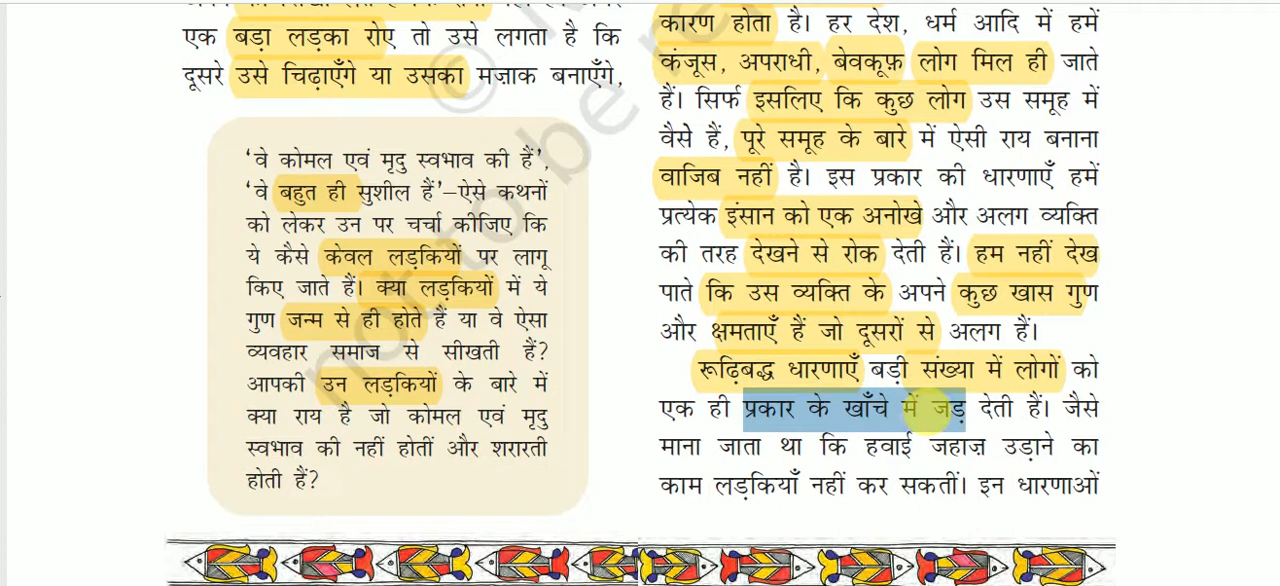 एक बड़ा लड़का रोए तो उसे लगता है कि
दूसरे उसे चिढ़ाएँगे या उसका मज़ाक बनाएँगे,
'वे कोमल एवं मृदु स्वभाव की हैं',
'वे बहुत ही सुशील हैं'–ऐसे कथनों
को लेकर उन पर चर्चा कीजिए कि
ये कैसे केवल लड़कियों पर लागू
किए जाते हैं। क्या लड़कियों में ये
गुण जन्म से ही होते हैं या वे ऐसा
व्यवहार समाज से सीखती हैं?
आपकी उन लड़कियों के बारे में
क्या राय है जो कोमल एवं मृदु
स्वभाव की नहीं होतीं और शरारती
होती हैं?
कारण होता है। हर देश, धर्म आदि में हमें
कंजूस, अपराधी, बेवकूफ़ लोग मिल ही जाते
हैं। सिर्फ इसलिए कि कुछ लोग उस समूह में
वैसे हैं, पूरे समूह के बारे में ऐसी राय बनाना
वाजिब नहीं है। इस प्रकार की धारणाएँ हमें
प्रत्येक इंसान को एक अनोखे और अलग व्यक्ति
की तरह देखने से रोक देती हैं। हम नहीं देख
पाते कि उस व्यक्ति के अपने कुछ खास गुण
और क्षमताएँ हैं जो दूसरों से अलग हैं।
रूढ़िबद्ध धारणाएँ बड़ी संख्या में लोगों को
एक ही प्रकार के खाँचे में जड़ देती हैं। जैसे
माना जाता था कि हवाई जहाज़ उड़ाने का
काम लड़कियाँ नहीं कर सकतीं। इन धारणाओं
not to be re